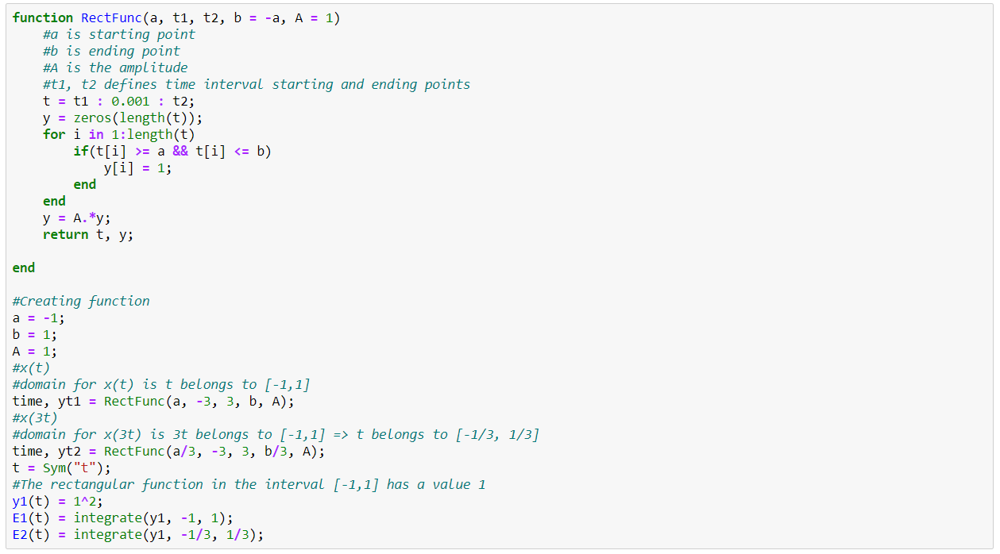 function RectFunc(a, t1, t2, b = -a, A = 1)
    #a is starting point
    #b is ending point
    #A is the amplitude
    #t1, t2 defines time interval starting and ending points
    t = t1 : 0.001 : t2;
    y = zeros(length(t));
    for i in 1:length(t)
        if(t[i] >= a && t[i] <= b)
            y[i] = 1;
        end
    end
    y = A.*y;
    return t, y;

end

#Creating function
a = -1;
b = 1;
A = 1;
#x(t)
#domain for x(t) is t belongs to [-1,1]
time, yt1 = RectFunc(a, -3, 3, b, A);
#x(3t)
#domain for x(3t) is 3t belongs to [-1,1] => t belongs to [-1/3, 1/3]
time, yt2 = RectFunc(a/3, -3, 3, b/3, A);
t = Sym("t");
#The rectangular function in the interval [-1,1] has a value 1
y1(t) = 1^2;
E1(t) = integrate(y1, -1, 1);
E2(t) = integrate(y1, -1/3, 1/3);